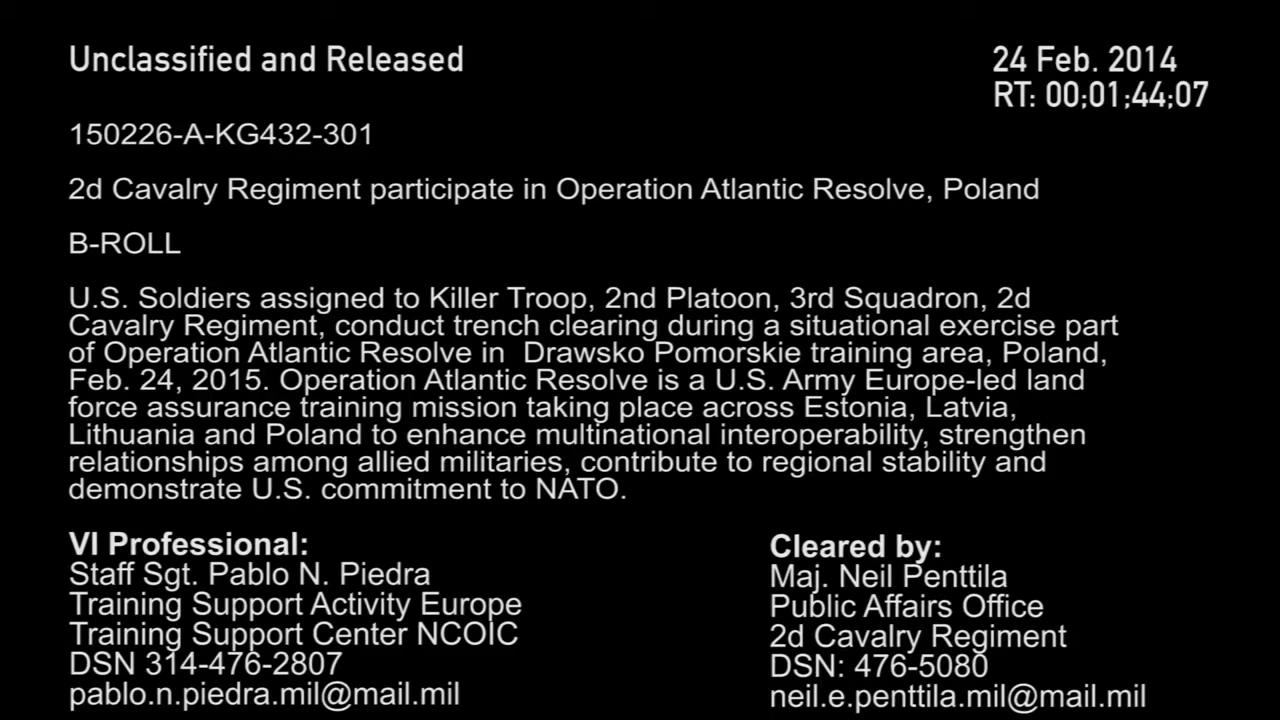 Unclassified and Released
24 Feb. 2014
RT: 00;01;44;07
150226-A-KG432-301
2d Cavalry Regiment participate in Operation Atlantic Resolve, Poland
B-ROLL
U.S. Soldiers assigned to Killer Troop, 2nd Platoon, 3rd Squadron, 2d
Cavalry Regiment, conduct trench clearing during a situational exercise part
of Operation Atlantic Resolve in  Drawsko Pomorskie training area, Poland,
Feb. 24, 2015. Operation Atlantic Resolve is a U.S. Army Europe-led land
force assurance training mission taking place across Estonia, Latvia,
Lithuania and Poland to enhance multinational interoperability, strengthen
relationships among allied militaries, contribute to regional stability and
demonstrate U.S. commitment to NATO.
VI Professional:
Staff Sgt. Pablo N. Piedra
Training Support Activity Europe
Training Support Center NCOIC
DSN 314-476-2807
pablo.n.piedra.mil@mail.mil
Cleared by:
Maj. Neil Penttila
Public Affairs Office
2d Cavalry Regiment
DSN: 476-5080
neil.e.penttila.mil@mail.mil